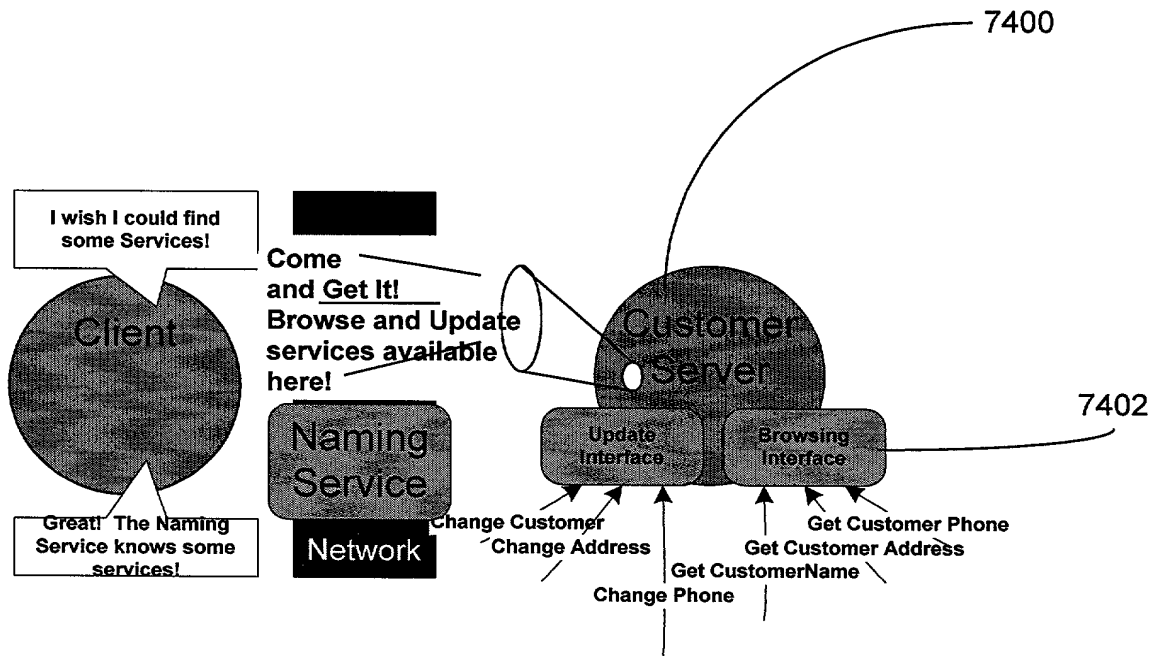 7400
I wish I could find
some Services!
Come
and Get It!
Browse and Update
services available
here!
Client
Customer
Server
7402
Naming
Service
Update
Interface
Browsing
Interface
Great! The Naming
Service knows some
services!
Network
Change Customer
Change Address
Change Phone
Get Customer Phone
Get Customer Address
Get CustomerName